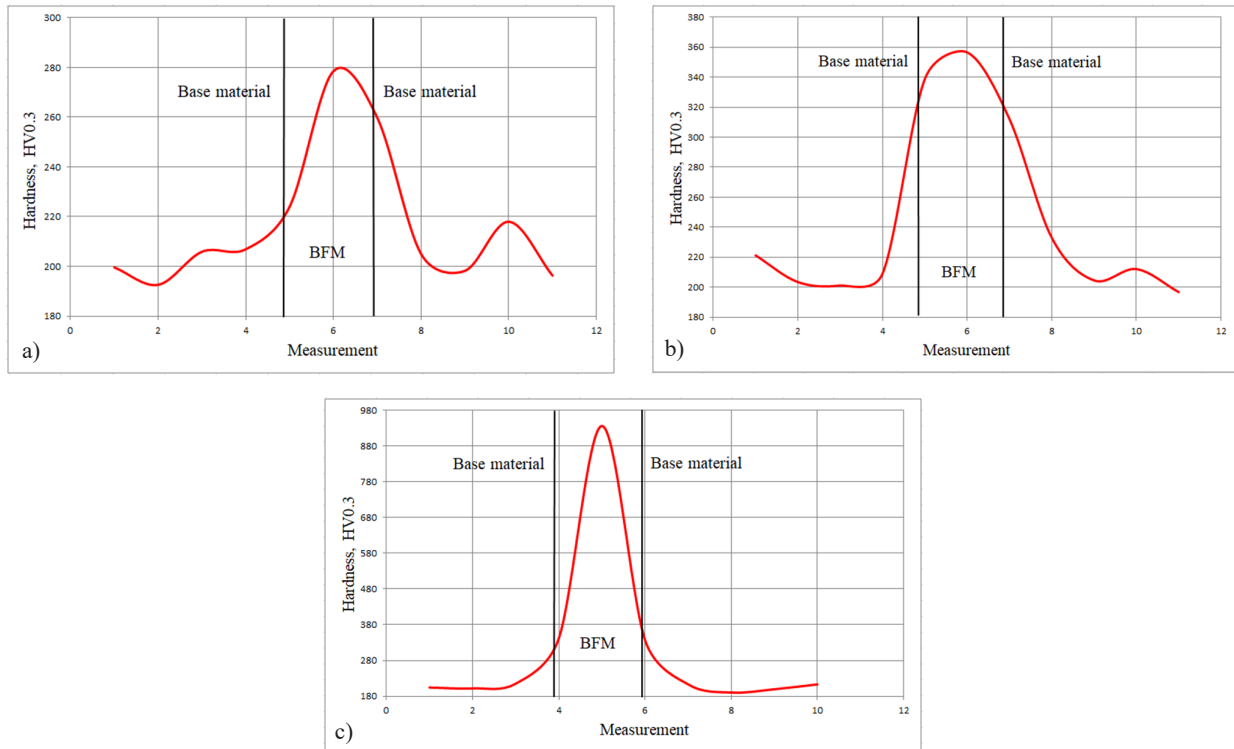 300
280
260
240
220
200
180
0
2
4
6
8
10
12
Hardness, HV0.3
Measurement
Base material
Base material
BFM
a)
380
360
340
320
300
280
260
240
220
200
180
0
2
4
6
8
10
12
Hardness, HV0.3
Measurement
Base material
Base material
BFM
b)
980
880
780
680
580
480
380
280
180
0
2
4
6
8
10
12
Hardness, HV0.3
Measurement
Base material
Base material
BFM
c)